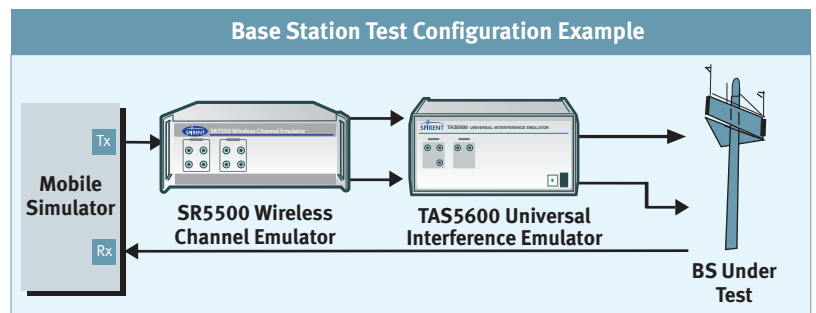 Base Station Test Configuration Example
Tx
Mobile
Simulator
Rx
SPIRENT SR5500 Wireless Channel Emulator
SR5500 Wireless
Channel Emulator
SPIRENT TAS5600 UNIVERSAL INTERFERENCE EMULATOR
TAS5600 Universal
Interference Emulator
BS Under
Test